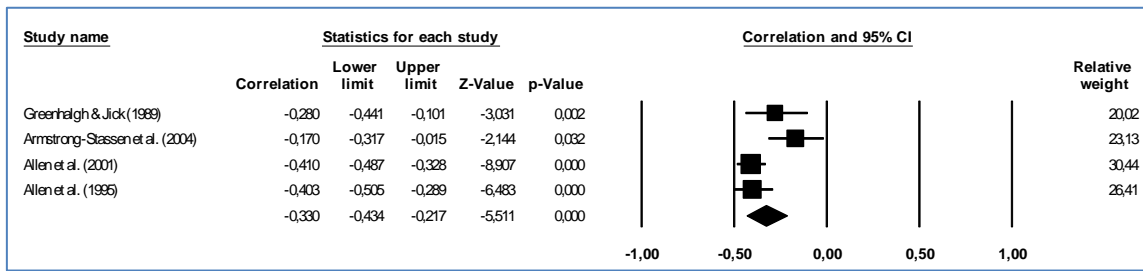 Study name Statistics for each study Correlation and 95% CI
Lower Upper Relative
Correlation limit limit Z-Value p-Value weight
Greenhalgh & Jick (1989) -0,280 -0,441 -0,101 -3,031 0,002 20,02
Armstrong-Stassen et al. (2004) -0,170 -0,317 -0,015 -2,144 0,032 23,13
Allen et al. (2001) -0,410 -0,487 -0,328 -8,907 0,000 30,44
Allen et al. (1995) -0,403 -0,505 -0,289 -6,483 0,000 26,41
-0,330 -0,434 -0,217 -5,511 0,000
-1,00 -0,50 0,00 0,50 1,00